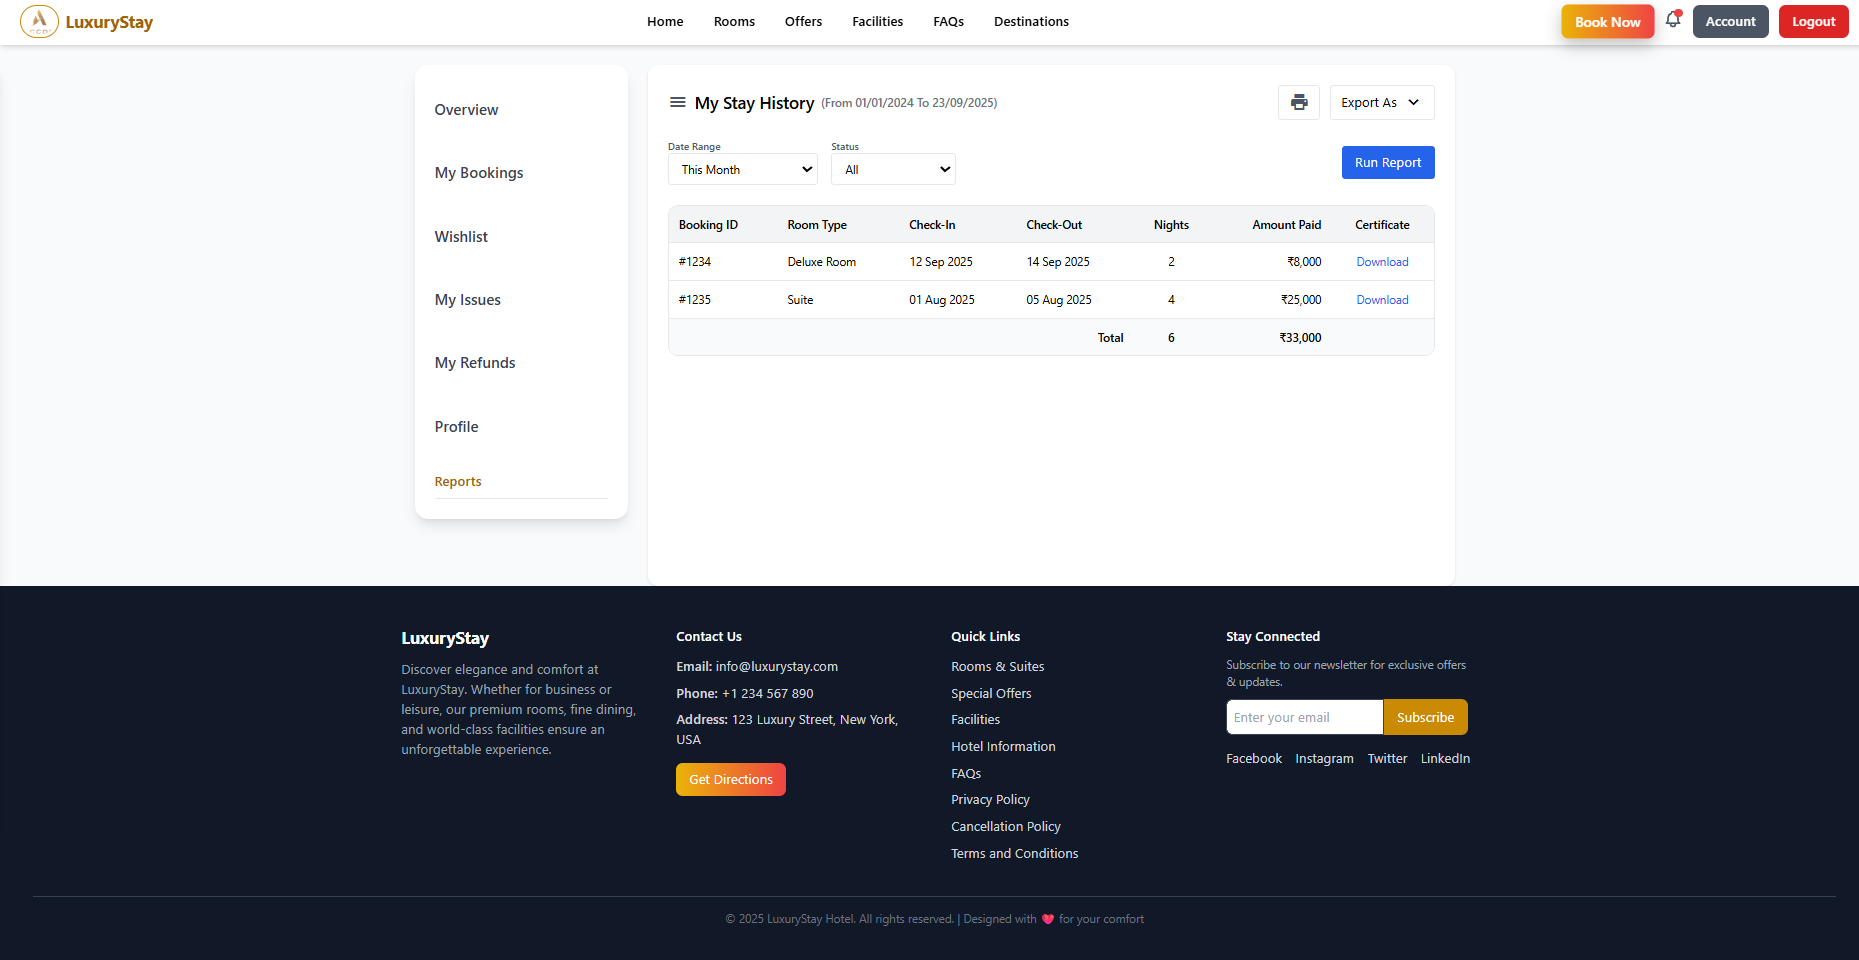 LuxuryStay
Home Rooms Offers Facilities FAQs Destinations
Book Now Account Logout
Overview
My Bookings
Wishlist
My Issues
My Refunds
Profile
Reports
My Stay History (From 01/01/2024 To 23/09/2025)
Export As
Date Range Status
This Month All
Run Report
Booking ID Room Type Check-In Check-Out Nights Amount Paid Certificate
#1234 Deluxe Room 12 Sep 2025 14 Sep 2025 2 ₹8,000 Download
#1235 Suite 01 Aug 2025 05 Aug 2025 4 ₹25,000 Download
Total 6 ₹33,000
LuxuryStay
Discover elegance and comfort at
LuxuryStay. Whether for business or
leisure, our premium rooms, fine dining,
and world-class facilities ensure an
unforgettable experience.
Contact Us
Email: info@luxurystay.com
Phone: +1 234 567 890
Address: 123 Luxury Street, New York,
USA
Get Directions
Quick Links
Rooms & Suites
Special Offers
Facilities
Hotel Information
FAQs
Privacy Policy
Cancellation Policy
Terms and Conditions
Stay Connected
Subscribe to our newsletter for exclusive offers
& updates.
Enter your email Subscribe
Facebook Instagram Twitter LinkedIn
© 2025 LuxuryStay Hotel. All rights reserved. | Designed with ❤ for your comfort